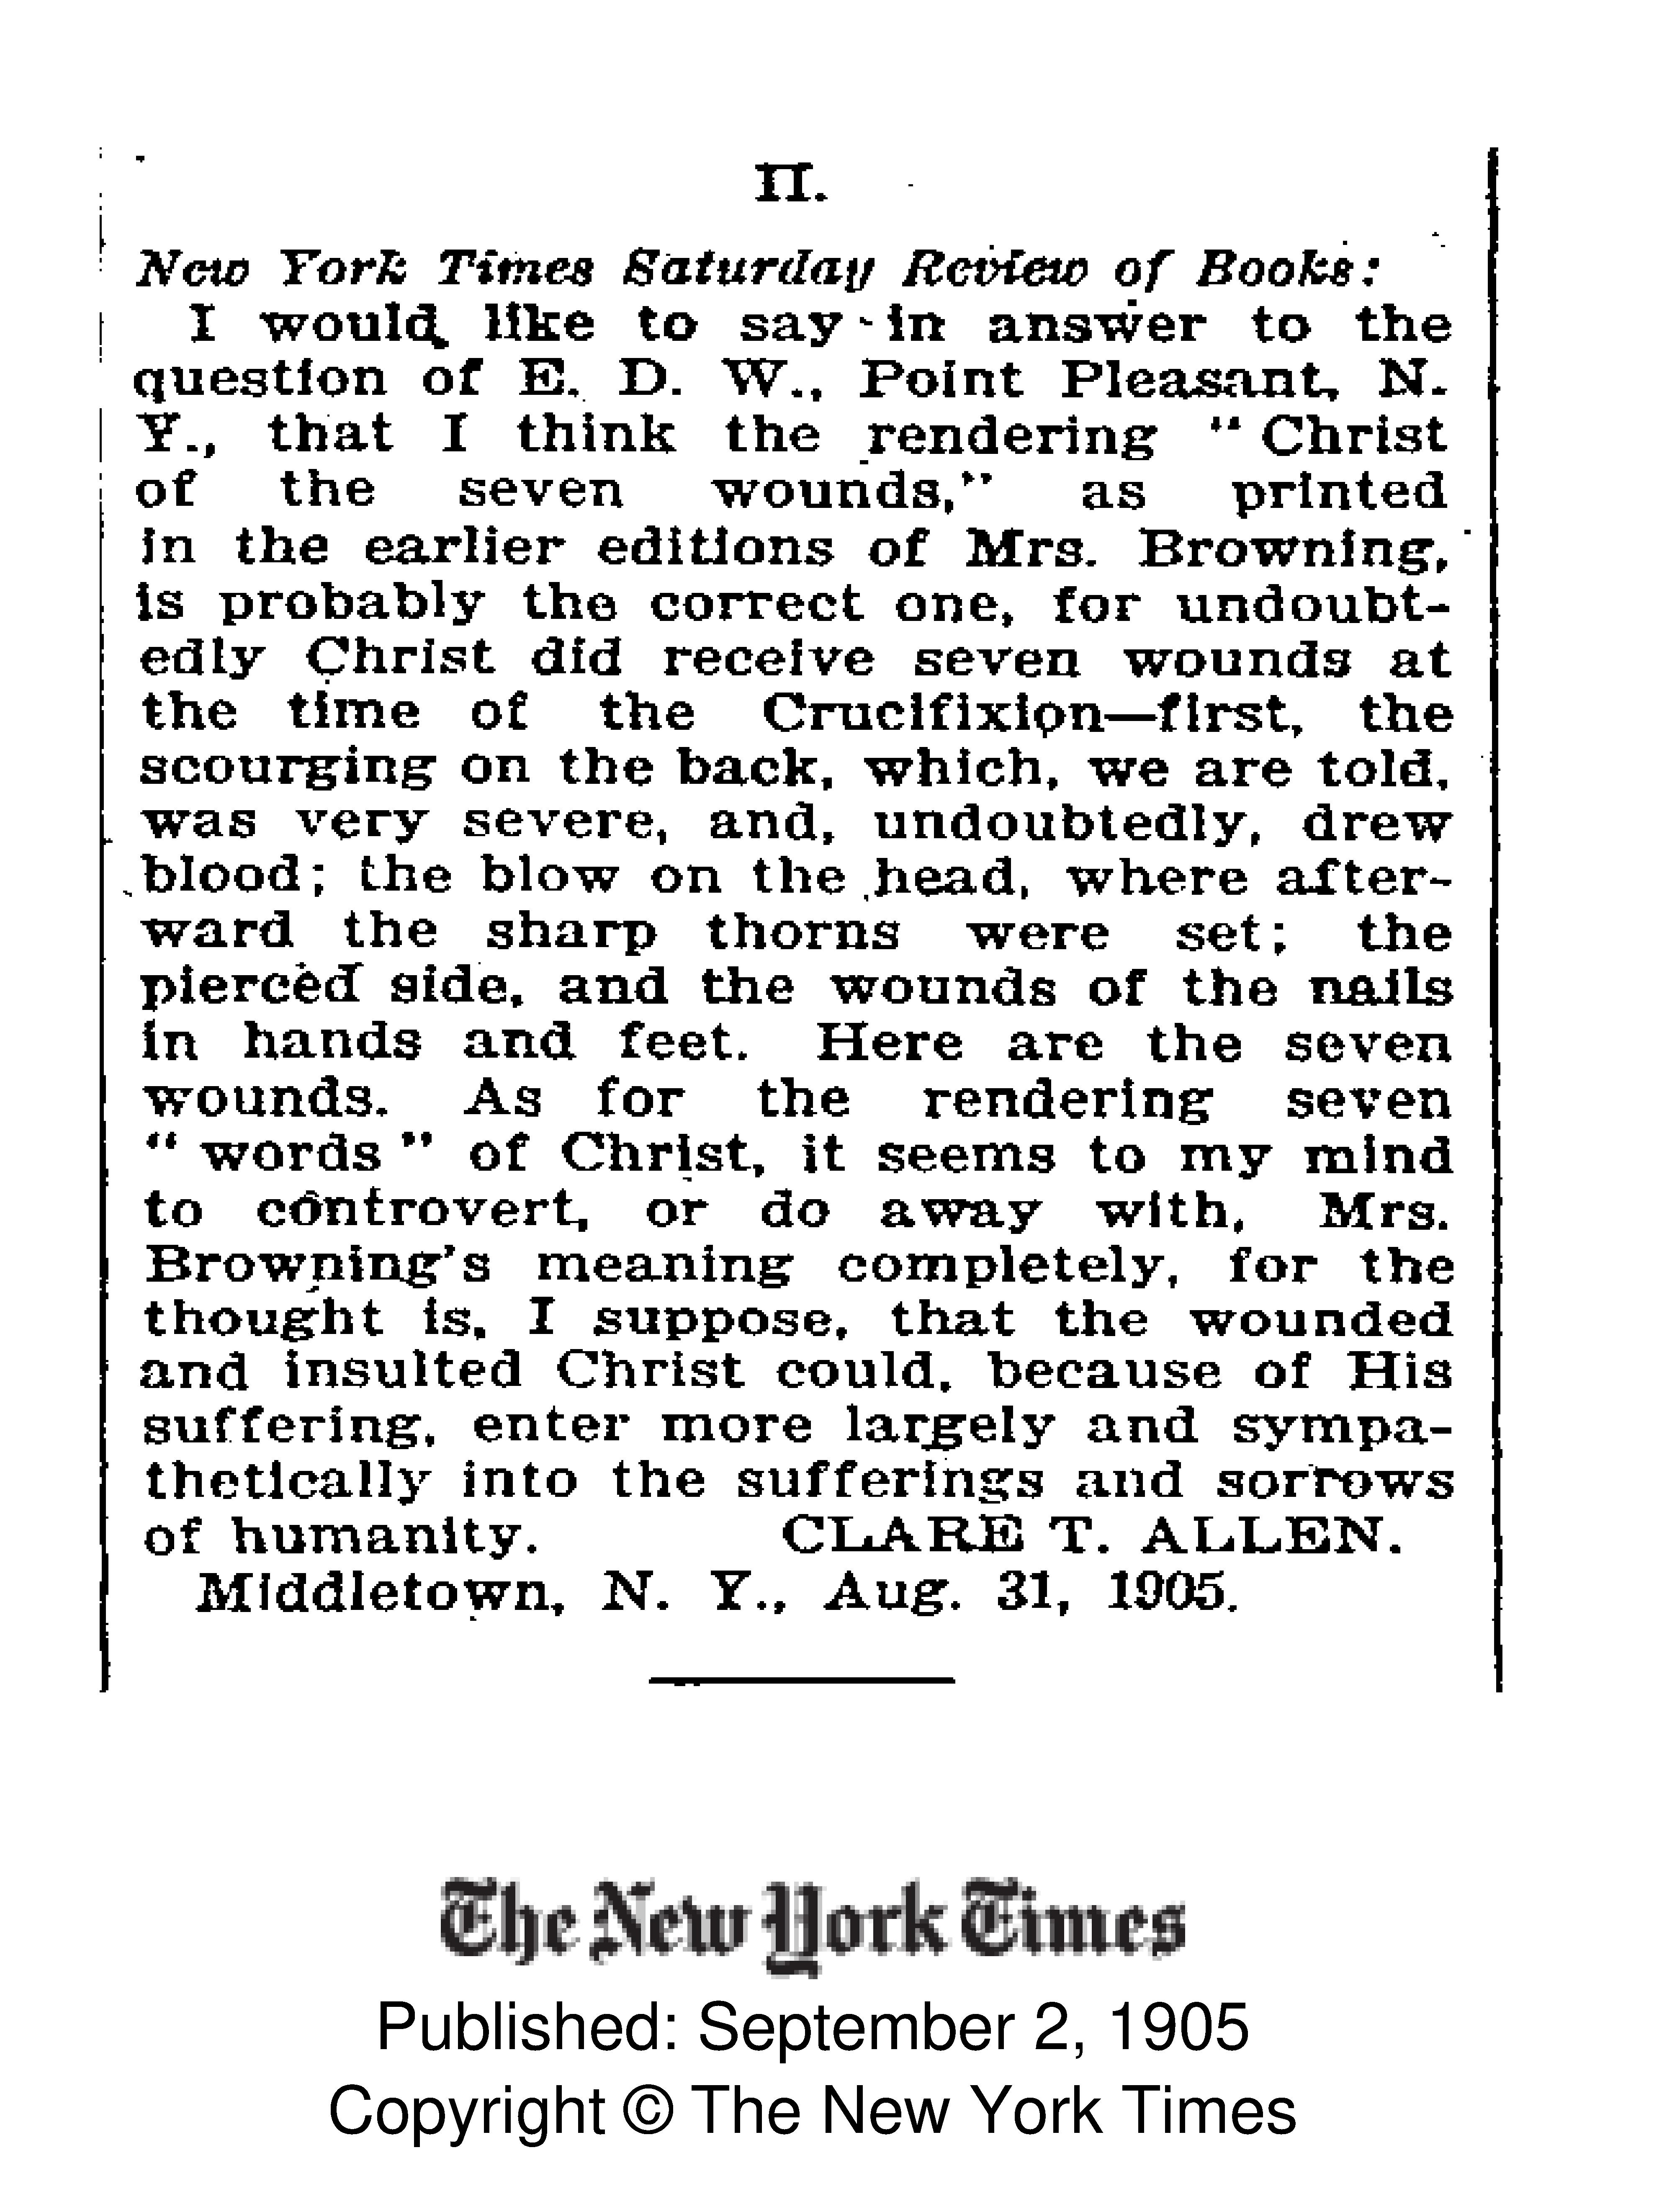 II.
New York Times Saturday Review of Books:
I would like to say in answer to the
question of E. D. W., Point Pleasant, N.
Y., that I think the rendering " Christ
of the seven wounds," as printed
in the earlier editions of Mrs. Browning,
is probably the correct one, for undoubt-
edly Christ did receive seven wounds at
the time of the Crucifixion—first, the
scourging on the back, which, we are told,
was very severe, and, undoubtedly, drew
blood; the blow on the head, where after-
ward the sharp thorns were set; the
pierced side, and the wounds of the nails
in hands and feet. Here are the seven
wounds. As for the rendering seven
" words " of Christ, it seems to my mind
to controvert, or do away with, Mrs.
Browning's meaning completely, for the
thought is, I suppose, that the wounded
and insulted Christ could, because of His
suffering, enter more largely and sympa-
thetically into the sufferings and sorrows
of humanity. CLARE T. ALLEN.
Middletown, N. Y., Aug. 31, 1905.
The New York Times
Published: September 2, 1905
Copyright © The New York Times